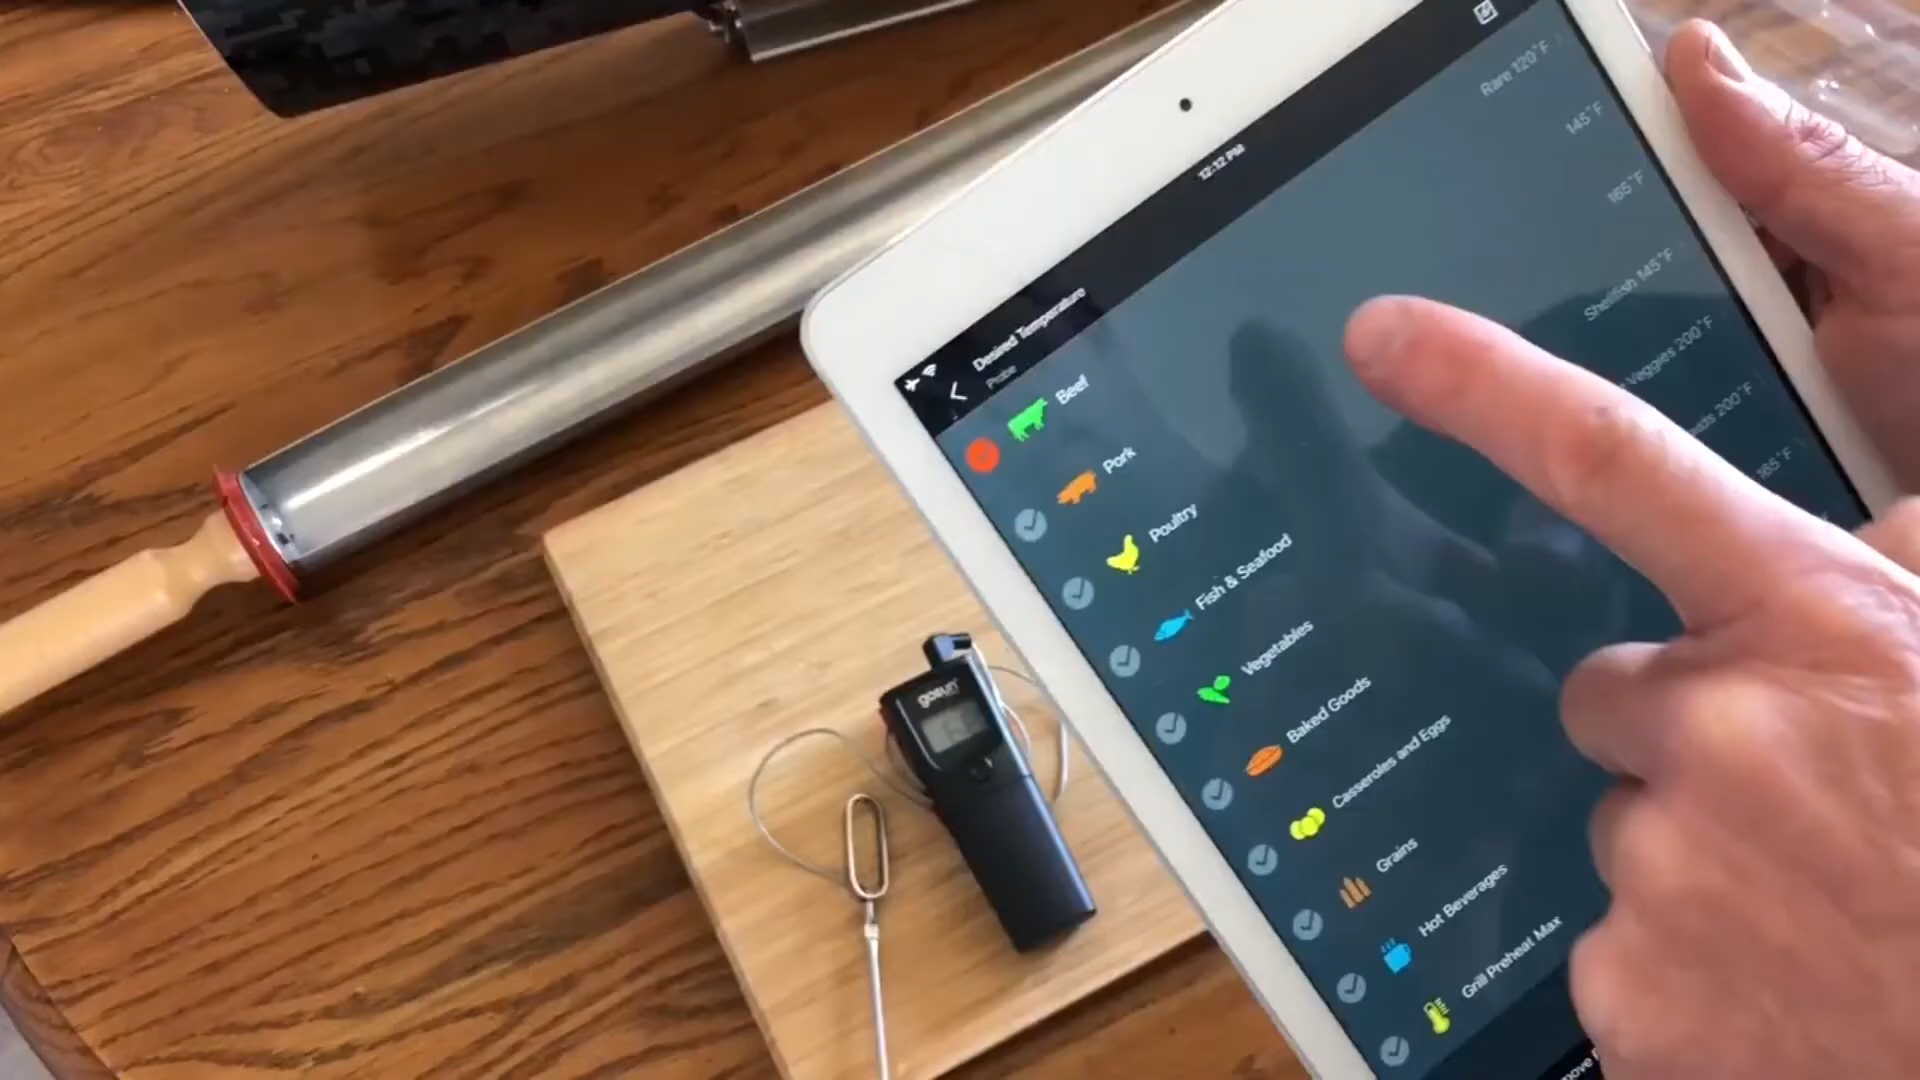 12:12 PM
Desired Temperature
Probe
Beef
Rare 120°F
Pork
145°F
Poultry
165°F
Fish & Seafood
Shellfish 145°F
Vegetables
Veggies 200°F
Baked Goods
200°F
Casseroles and Eggs
165°F
Grains
Hot Beverages
Grill Preheat Max
gosun